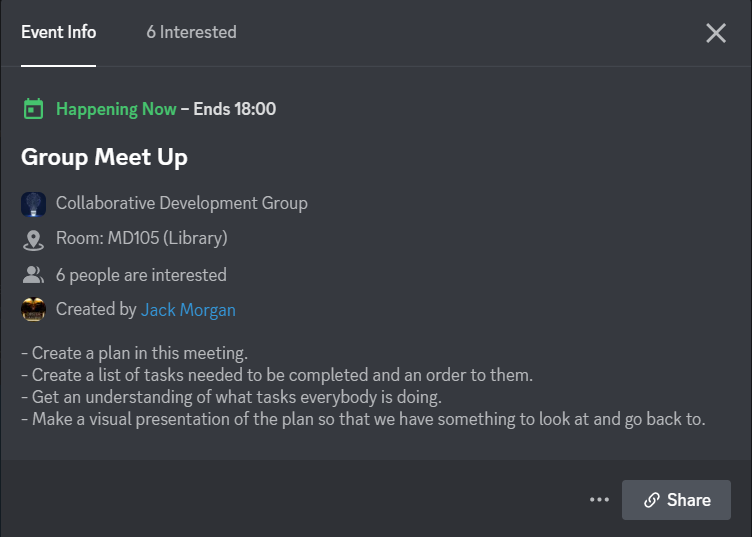 Event Info
6 Interested
Happening Now – Ends 18:00
Group Meet Up
Collaborative Development Group
Room: MD105 (Library)
6 people are interested
Created by Jack Morgan
- Create a plan in this meeting.
- Create a list of tasks needed to be completed and an order to them.
- Get an understanding of what tasks everybody is doing.
- Make a visual presentation of the plan so that we have something to look at and go back to.
Share